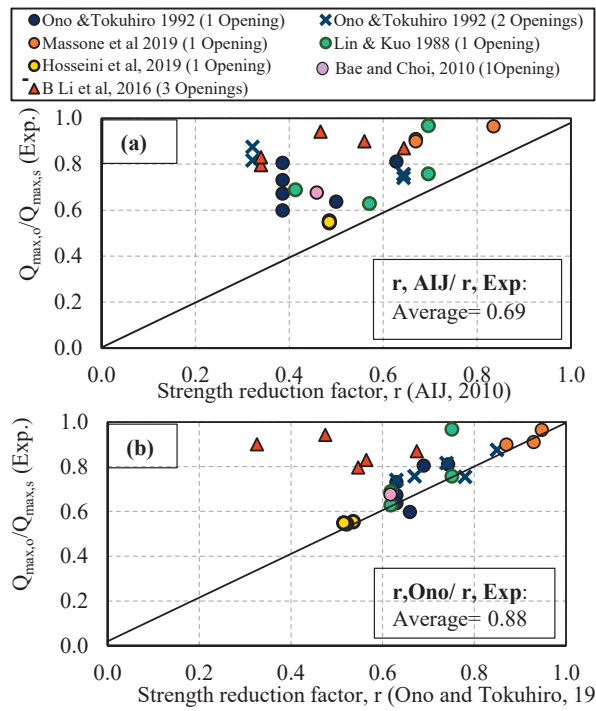 Ono &Tokuhiro 1992 (1 Opening)
Ono &Tokuhiro 1992 (2 Openings)
Massone et al 2019 (1 Opening)
Lin & Kuo 1988 (1 Opening)
Hosseini et al, 2019 (1 Opening)
Bae and Choi, 2010 (1Opening)
B Li et al, 2016 (3 Openings)
1.0
0.8
0.6
0.4
0.2
0.0
Qmax,o/Qmax,s (Exp.)
(a)
r, AIJ/ r, Exp:
Average= 0.69
0.0 0.2 0.4 0.6 0.8 1.0
Strength reduction factor, r (AIJ, 2010)
1.0
0.8
0.6
0.4
0.2
0.0
Qmax,o/Qmax,s (Exp.)
(b)
r,Ono/ r, Exp:
Average= 0.88
0.0 0.2 0.4 0.6 0.8 1.0
Strength reduction factor, r (Ono and Tokuhiro, 19